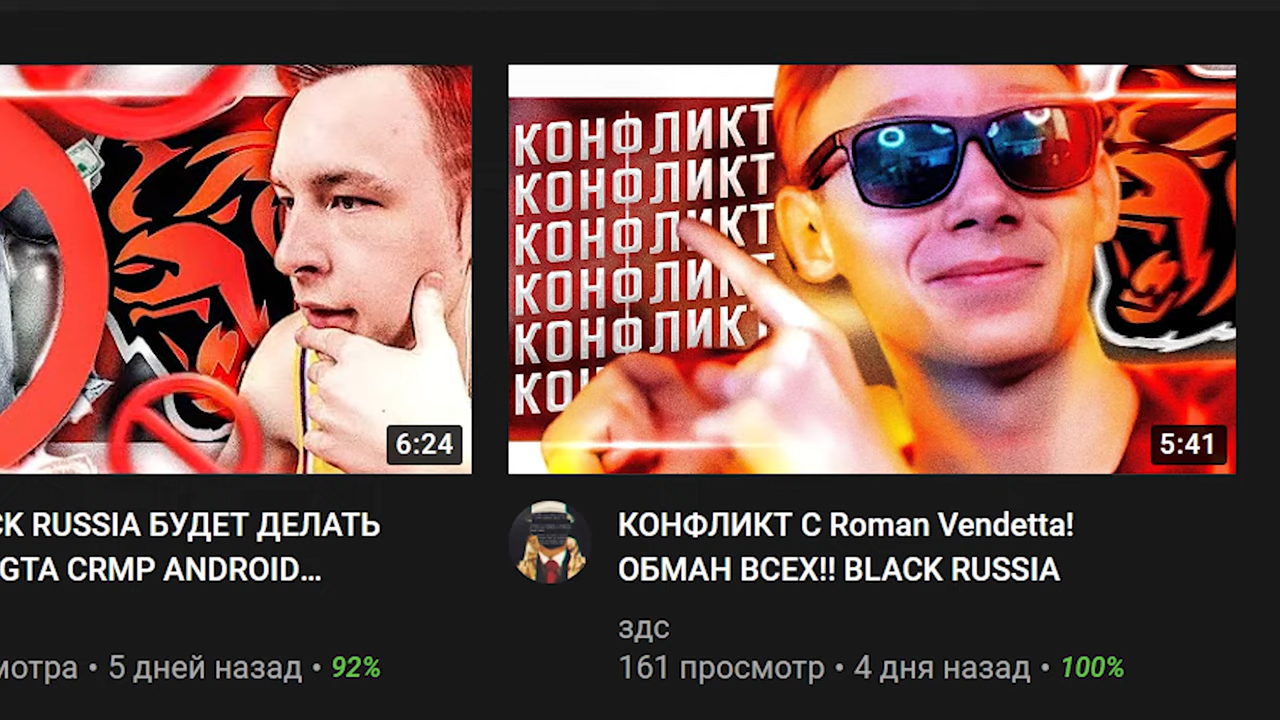 КОНФЛИКТ
КОНФЛИКТ
КОНФЛИКТ
КОНФЛИКТ
КОНФЛИКТ
КОН
6:24
5:41
CK RUSSIA БУДЕТ ДЕЛАТЬ
GTA CRMP ANDROID...
мотра • 5 дней назад • 92%
КОНФЛИКТ С Roman Vendetta!
ОБМАН ВСЕХ!! BLACK RUSSIA
здс
161 просмотр • 4 дня назад • 100%